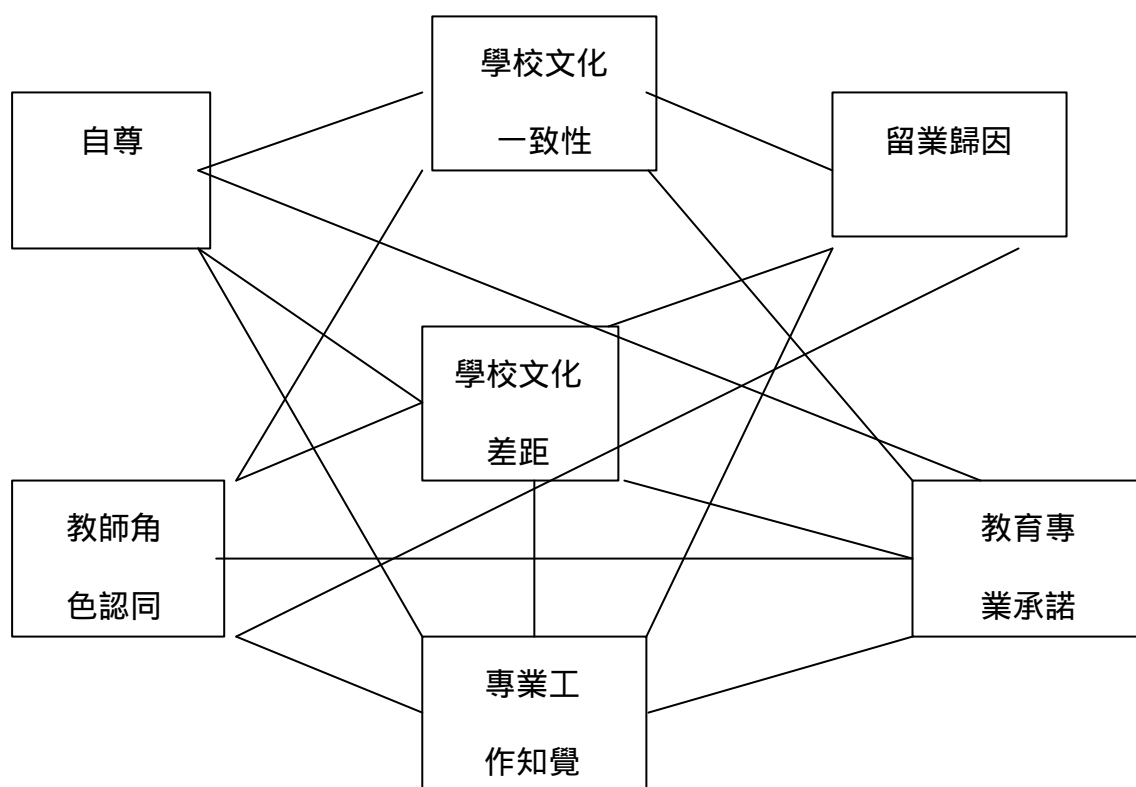 學校文化
一致性
自尊
留業歸因
學校文化
差距
教師角
色認同
教育專
業承諾
專業工
作知覺